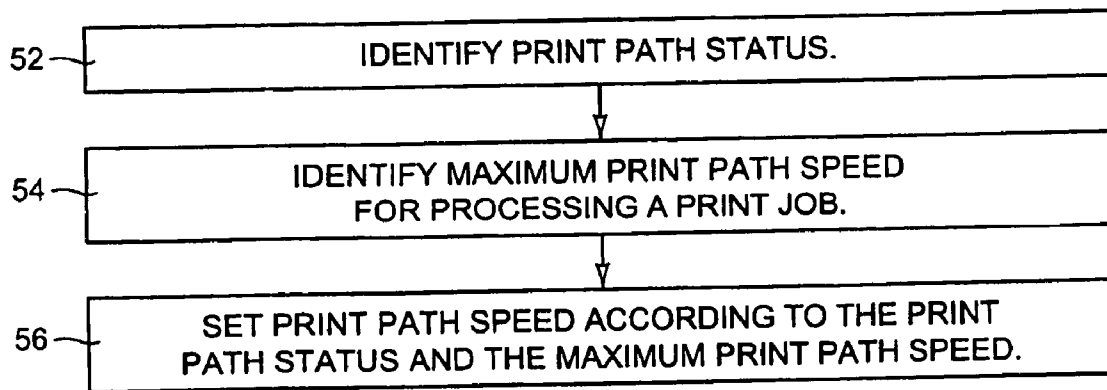 52
IDENTIFY PRINT PATH STATUS.
54
IDENTIFY MAXIMUM PRINT PATH SPEED
FOR PROCESSING A PRINT JOB.
56
SET PRINT PATH SPEED ACCORDING TO THE PRINT
PATH STATUS AND THE MAXIMUM PRINT PATH SPEED.